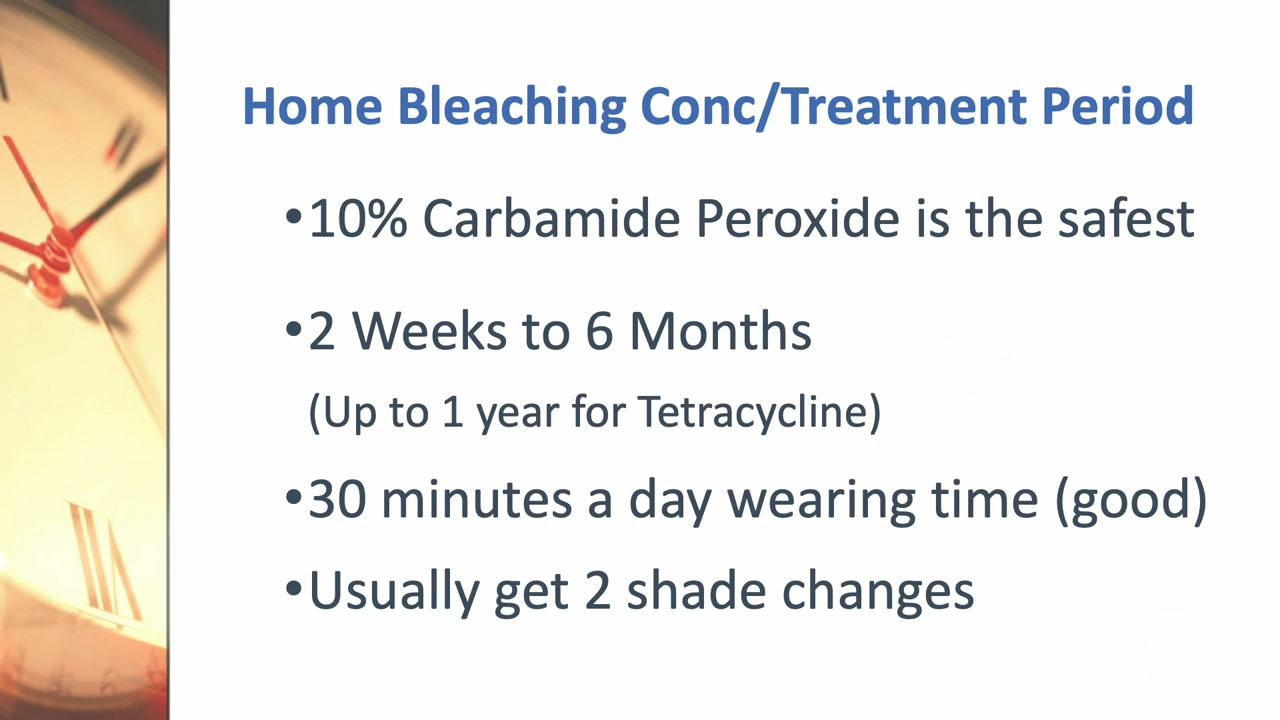 Home Bleaching Conc/Treatment Period
•10% Carbamide Peroxide is the safest
•2 Weeks to 6 Months
(Up to 1 year for Tetracycline)
•30 minutes a day wearing time (good)
•Usually get 2 shade changes